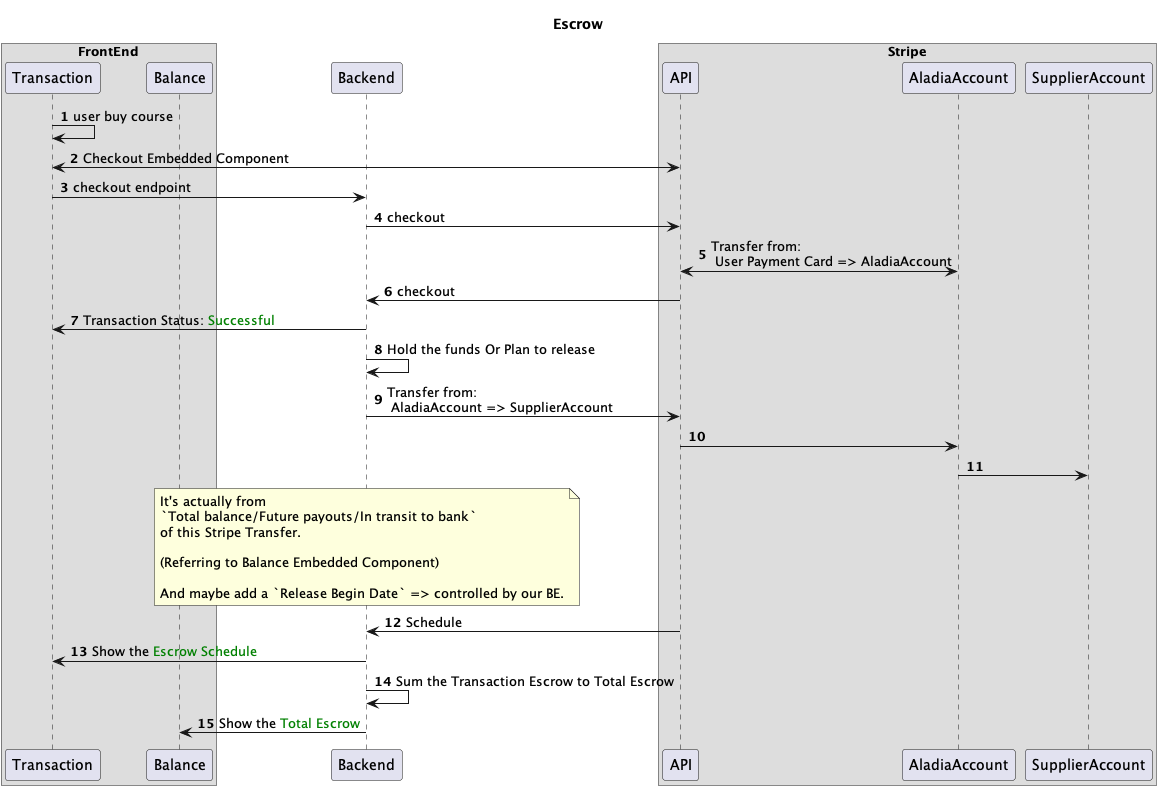 Escrow
FrontEnd
Stripe
Transaction
Balance
Backend
API
AladiaAccount
SupplierAccount
1 user buy course
2 Checkout Embedded Component
3 checkout endpoint
4 checkout
5 Transfer from:
User Payment Card => AladiaAccount
6 checkout
7 Transaction Status: Successful
8 Hold the funds Or Plan to release
9 Transfer from:
AladiaAccount => SupplierAccount
10
11
It's actually from
`Total balance/Future payouts/In transit to bank`
of this Stripe Transfer.
(Referring to Balance Embedded Component)
And maybe add a `Release Begin Date` => controlled by our BE.
12 Schedule
13 Show the Escrow Schedule
14 Sum the Transaction Escrow to Total Escrow
15 Show the Total Escrow
Transaction
Balance
Backend
API
AladiaAccount
SupplierAccount